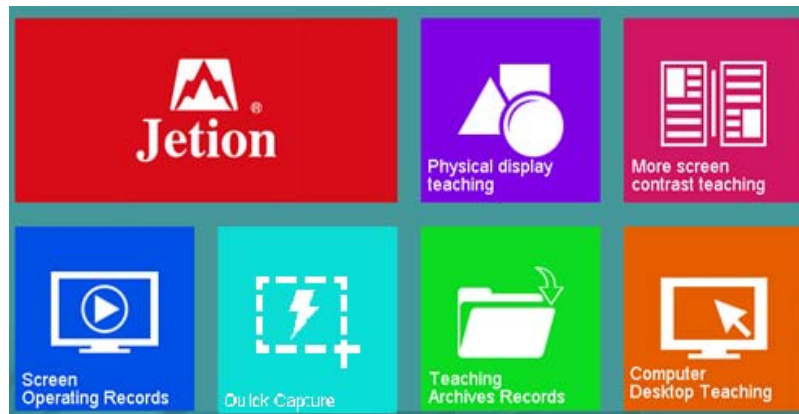 Jetion ®
Physical display
teaching
More screen
contrast teaching
Screen
Operating Records
Quick Capture
Teaching
Archives Records
Computer
Desktop Teaching